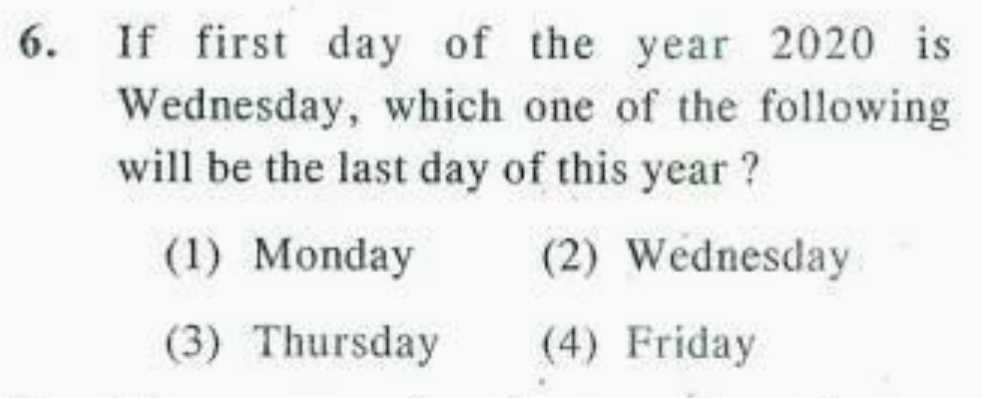 6. If first day of the year 2020 is
Wednesday, which one of the following
will be the last day of this year ?
(1) Monday (2) Wednesday
(3) Thursday (4) Friday